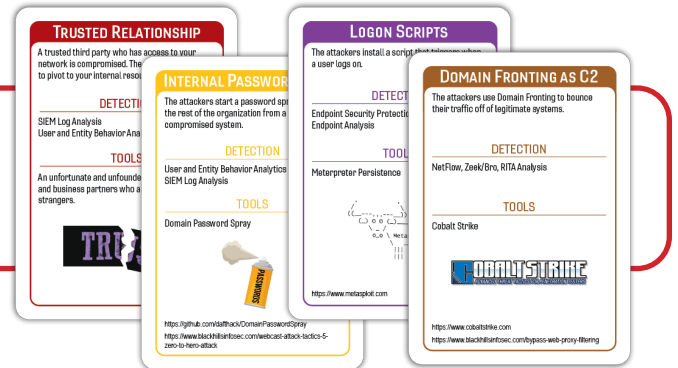 TRUSTED RELATIONSHIP
A trusted third party who has access to your
network is compromised. The
to pivot to your internal
DETECTI
SIEM Log Analysis
User and Entity Behavior Ana
TOOLS
An unfortunate and unfounde
and business partners who a
strangers.
TRU
INTERNAL PASSWOR
The attackers start a password spr
the rest of the organization from a
compromised system.
DETECTION
User and Entity Behavior Analytics
SIEM Log Analysis
TOOLS
Domain Password Spray
PASSWORDS
https://github.com/dafthack/DomainPasswordSpray
https://www.blackhillsinfosec.com/webcast-attack-tactics-5-
zero-to-hero-attack
LOGON SCRIPTS
The attackers install a script that triggers when
a user logs on.
DETECT
Endpoint Security Protectio
Endpoint Analysis
TOOL
Meterpreter Persistence
Meta
https://www.metasploit.com
DOMAIN FRONTING AS C2
The attackers use Domain Fronting to bounce
their traffic off of legitimate systems.
DETECTION
NetFlow, Zeek/Bro, RITA Analysis
TOOLS
Cobalt Strike
COBALT STRIKE
https://www.cobaltstrike.com
https://www.blackhillsinfosec.com/bypass-web-proxy-filtering